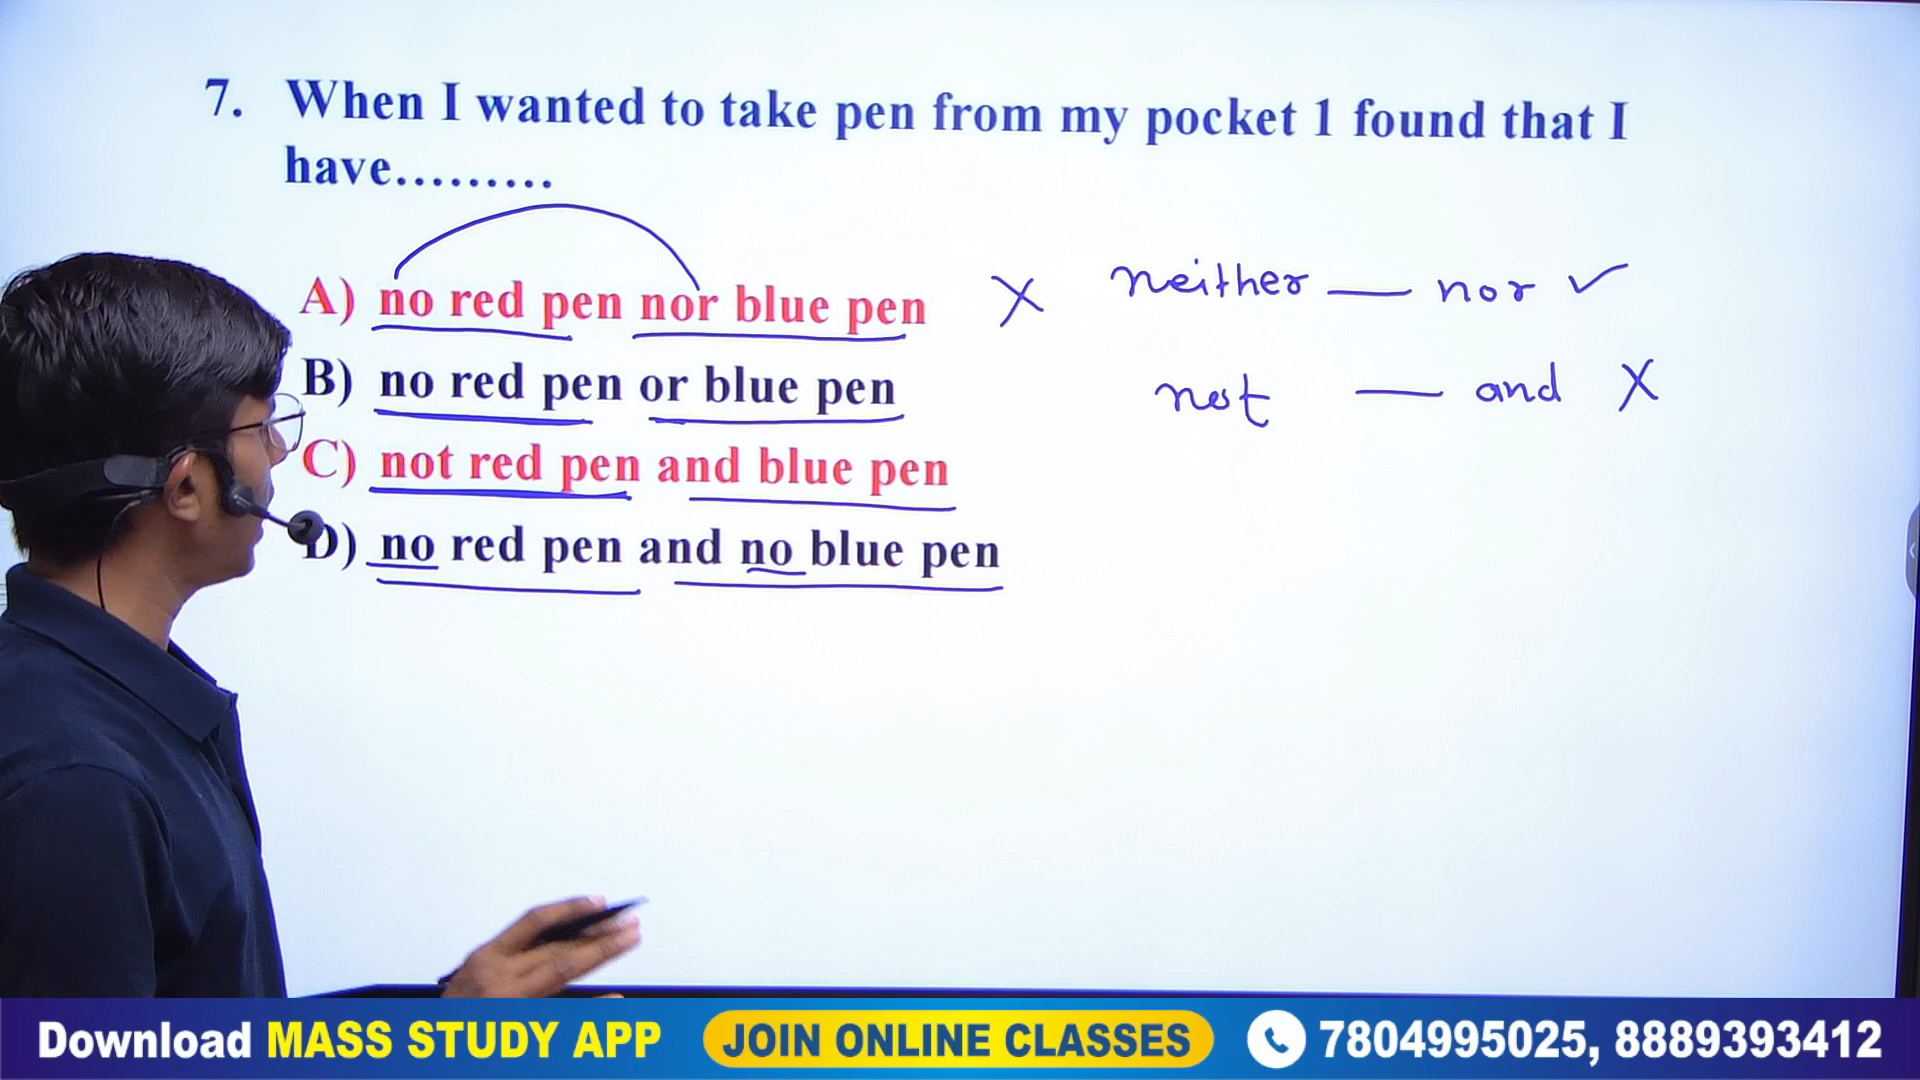 7. When I wanted to take pen from my pocket 1 found that I
have.........
A) no red pen nor blue pen X neither — nor ✓
B) no red pen or blue pen not — and X
C) not red pen and blue pen
D) no red pen and no blue pen
Download MASS STUDY APP JOIN ONLINE CLASSES 7804995025, 8889393412